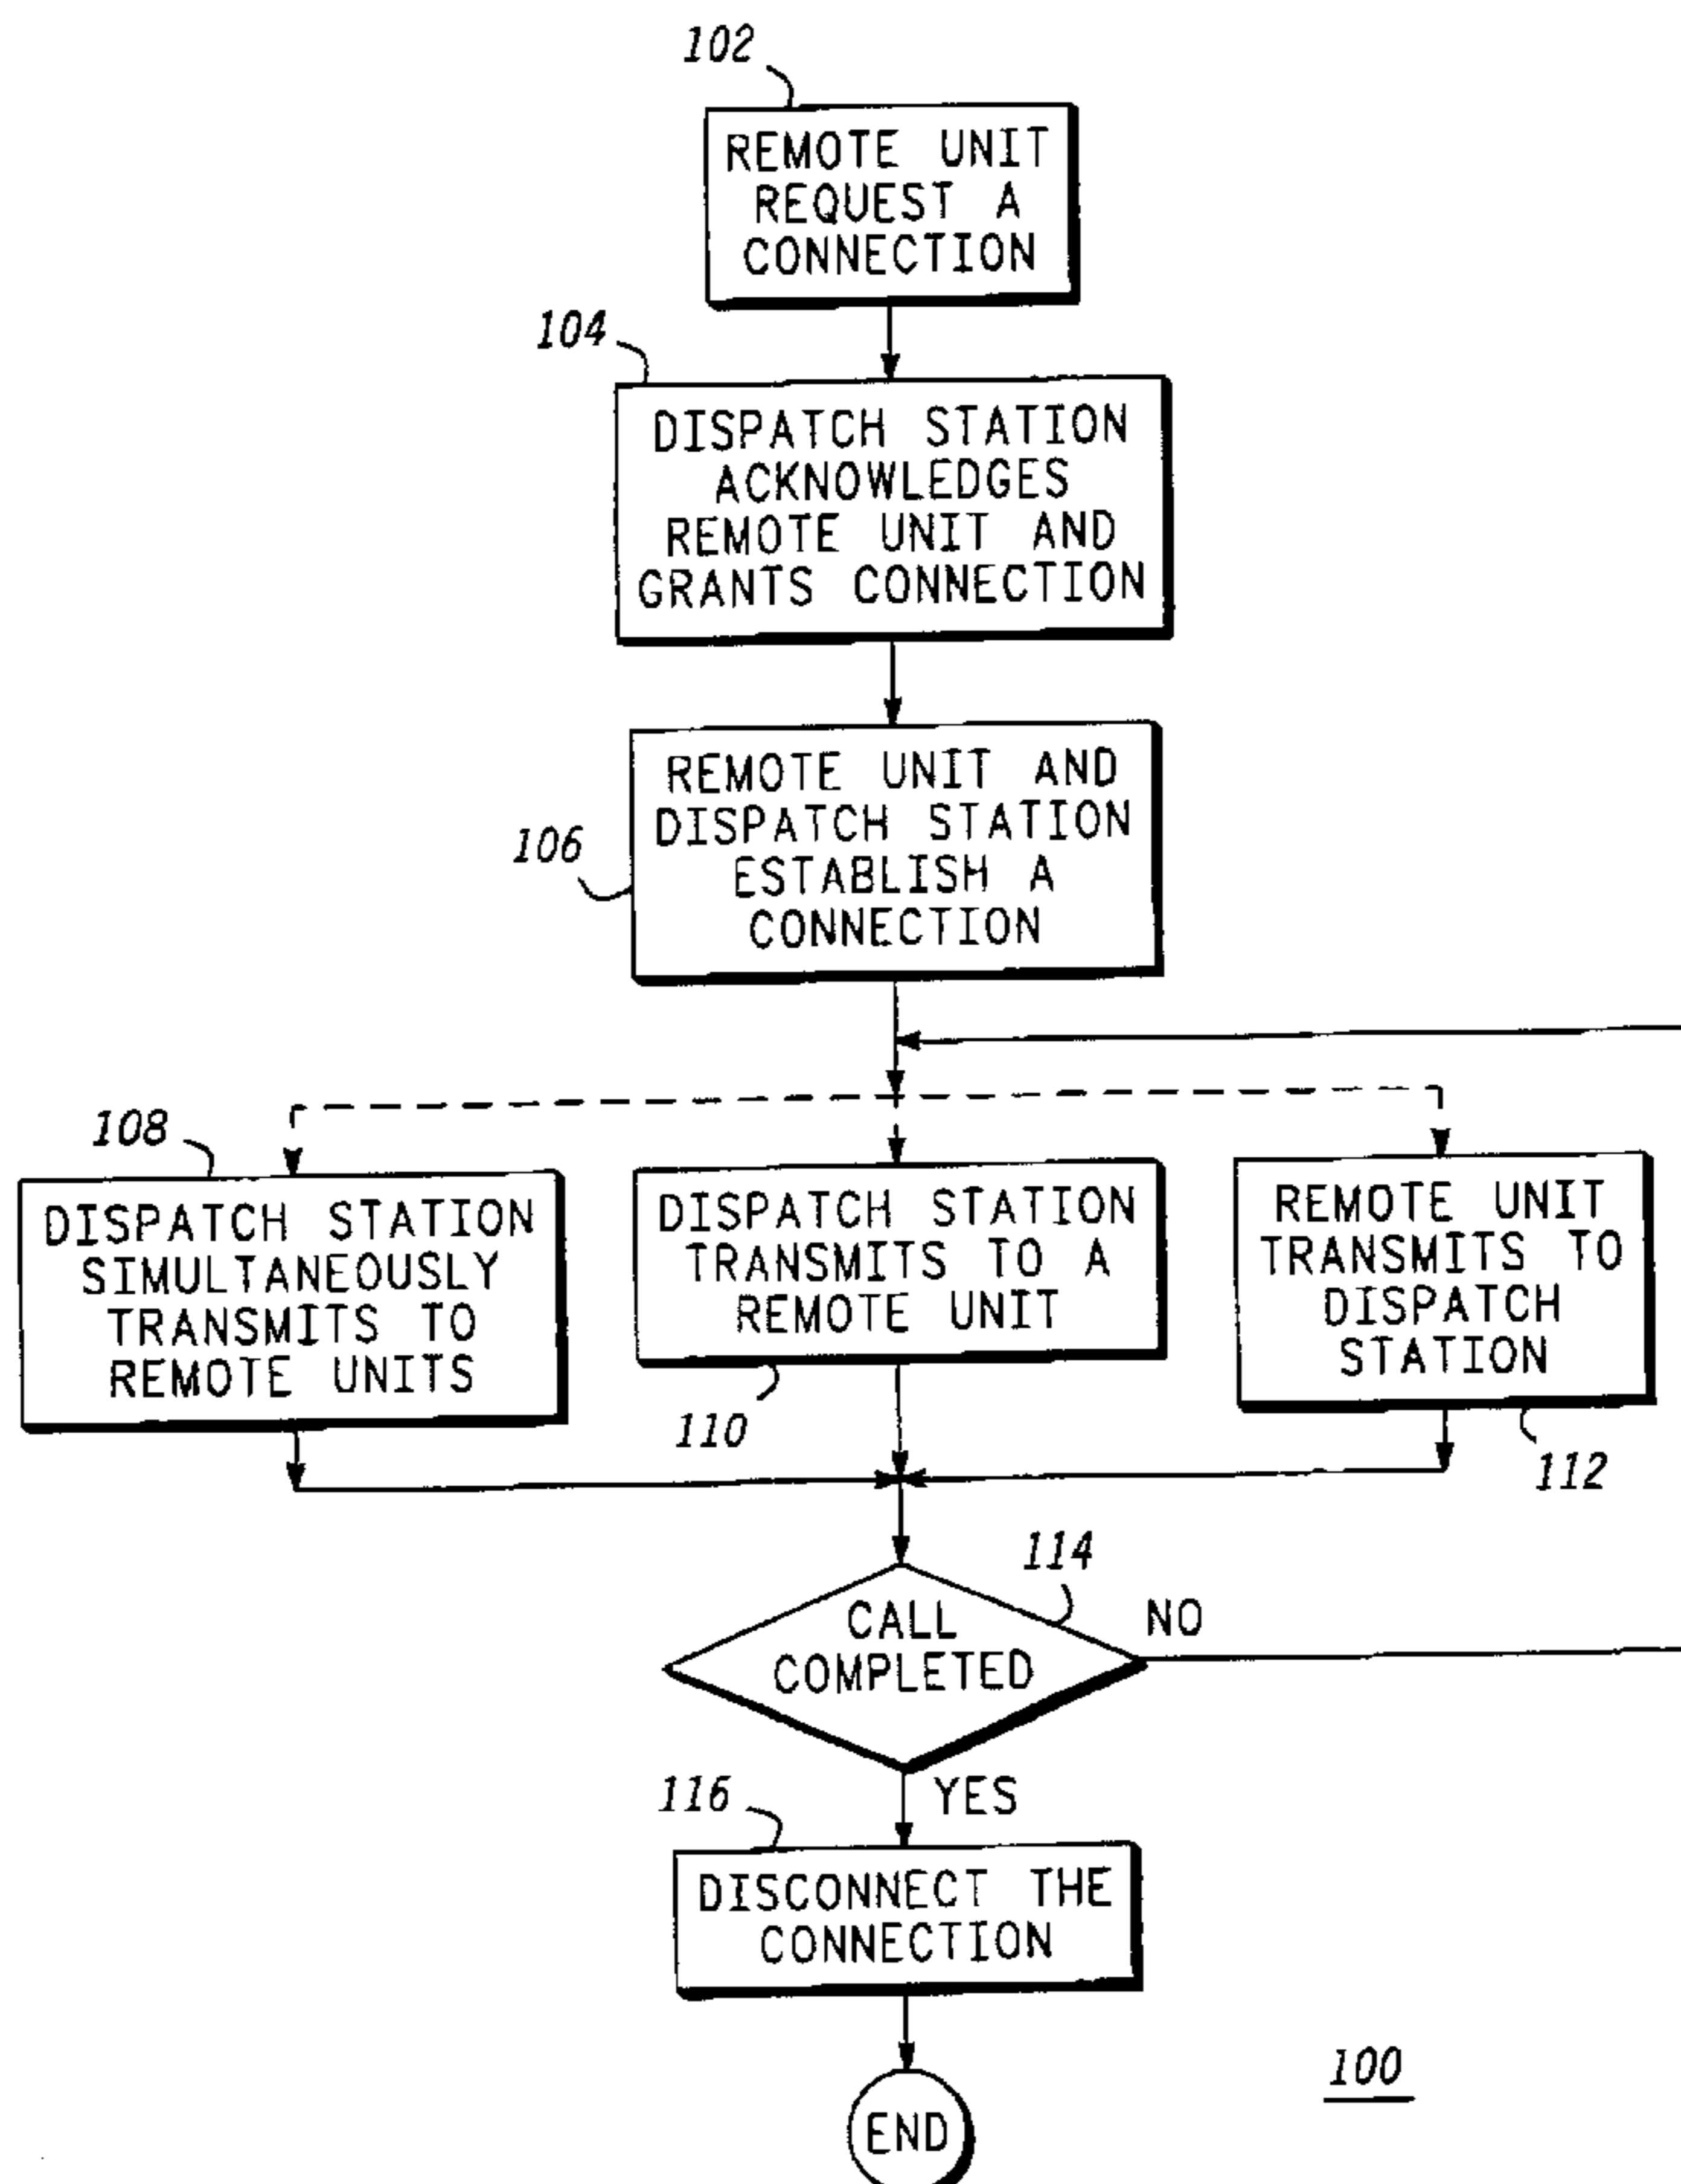 102
REMOTE UNIT
REQUEST A
CONNECTION
104
DISPATCH STATION
ACKNOWLEDGES
REMOTE UNIT AND
GRANTS CONNECTION
106
REMOTE UNIT AND
DISPATCH STATION
ESTABLISH A
CONNECTION
108
DISPATCH STATION
SIMULTANEOUSLY
TRANSMITS TO
REMOTE UNITS
DISPATCH STATION
TRANSMITS TO A
REMOTE UNIT
110
REMOTE UNIT
TRANSMITS TO
DISPATCH
STATION
112
114
CALL
COMPLETED
NO
YES
116
DISCONNECT THE
CONNECTION
END
100